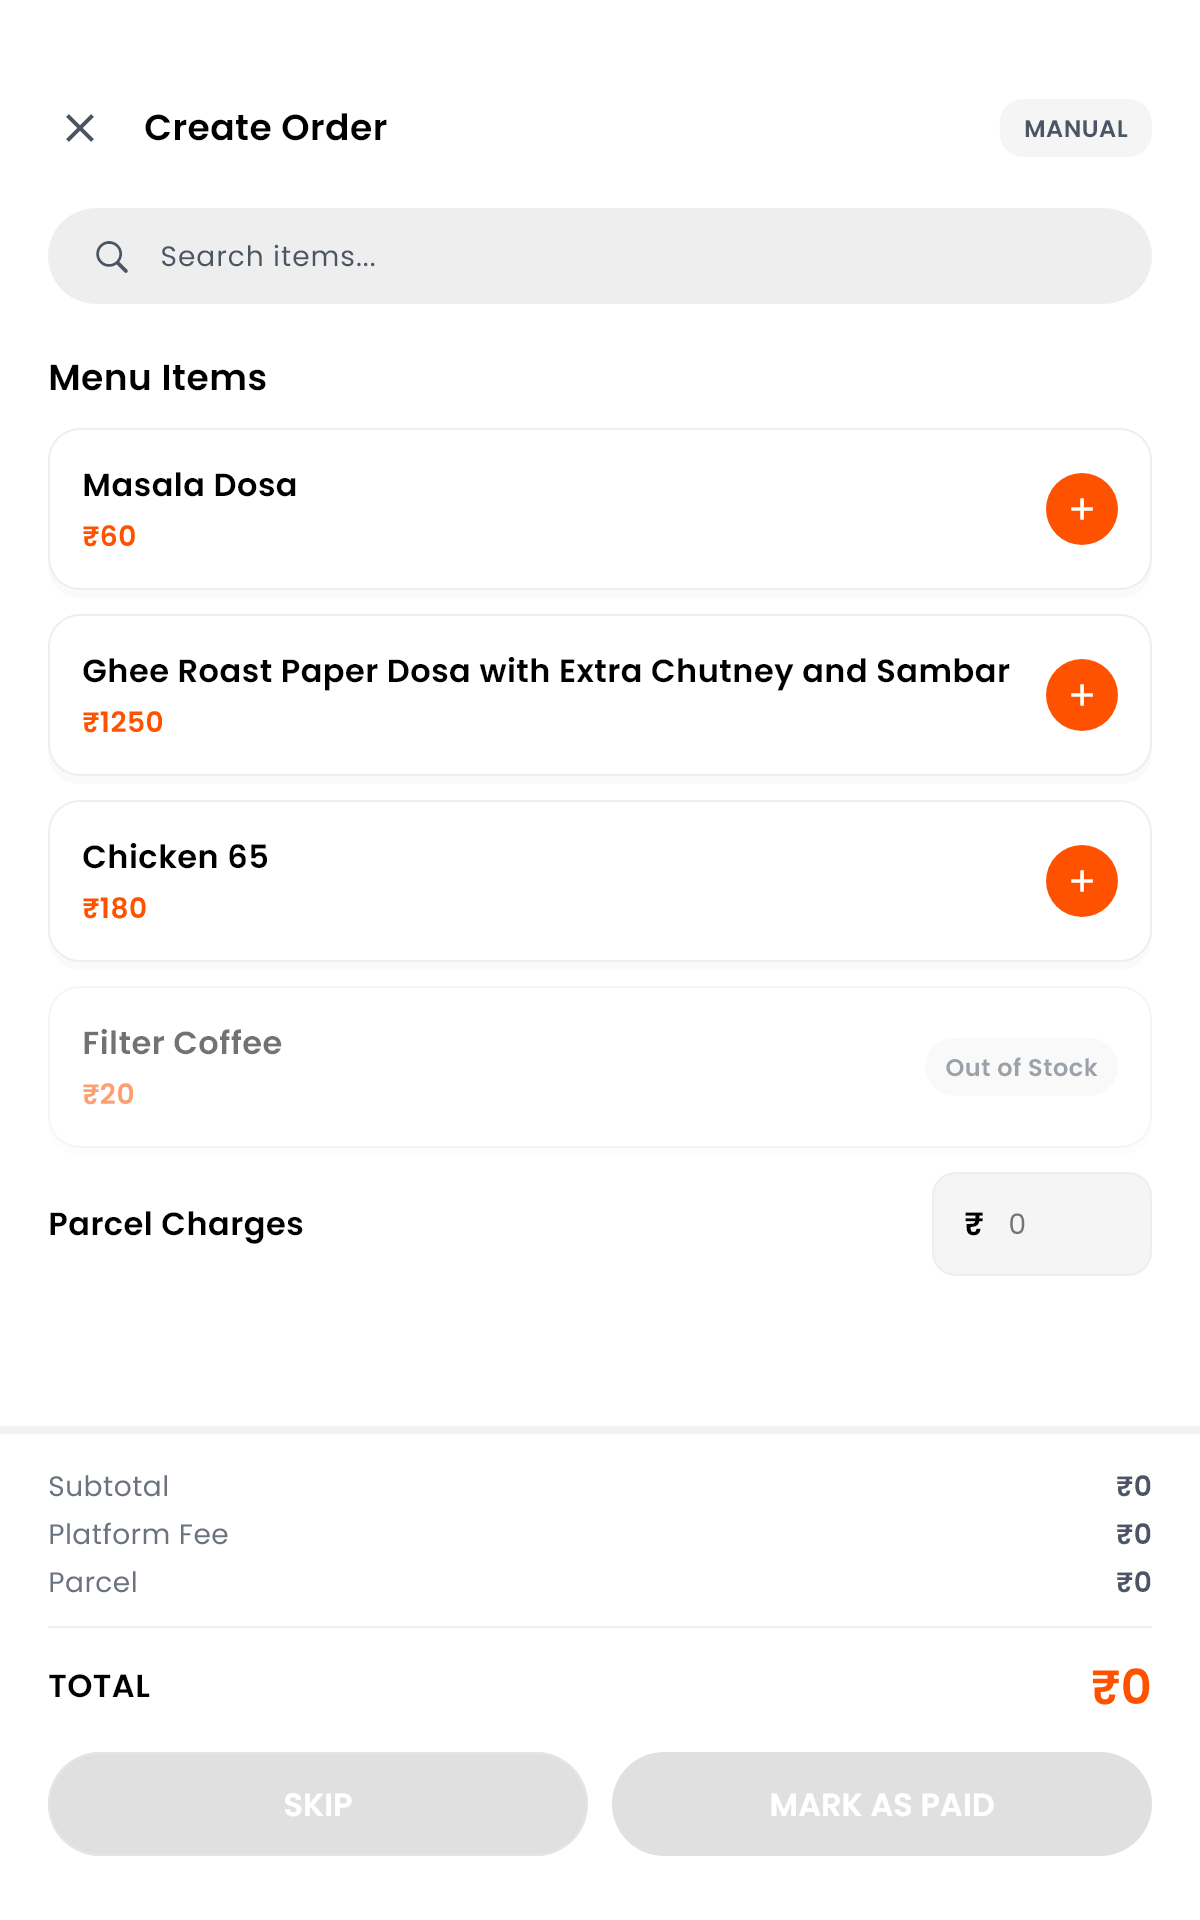 Create Order
MANUAL
Search items...
Menu Items
Masala Dosa
₹60
Ghee Roast Paper Dosa with Extra Chutney and Sambar
₹1250
Chicken 65
₹180
Filter Coffee
₹20
Out of Stock
Parcel Charges
₹ 0
Subtotal ₹0
Platform Fee ₹0
Parcel ₹0
TOTAL ₹0
SKIP
MARK AS PAID